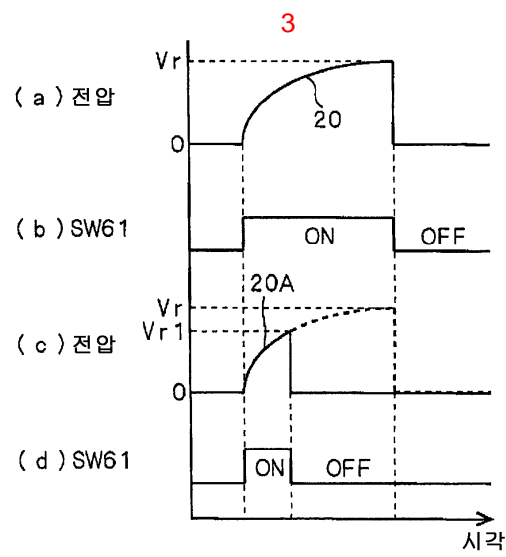 3
Vr
(a)전압
20
0
(b)SW61
ON
OFF
20A
Vr
Vr1
(c)전압
0
(d)SW61
ON
OFF
시각